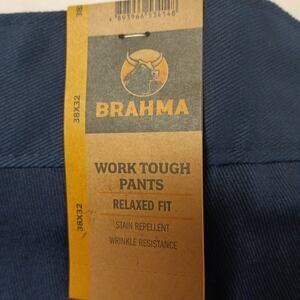 38X32
BRAHMA
WORK TOUGH
PANTS
RELAXED FIT
STAIN REPELLENT
WRINKLE RESISTANCE
38X32